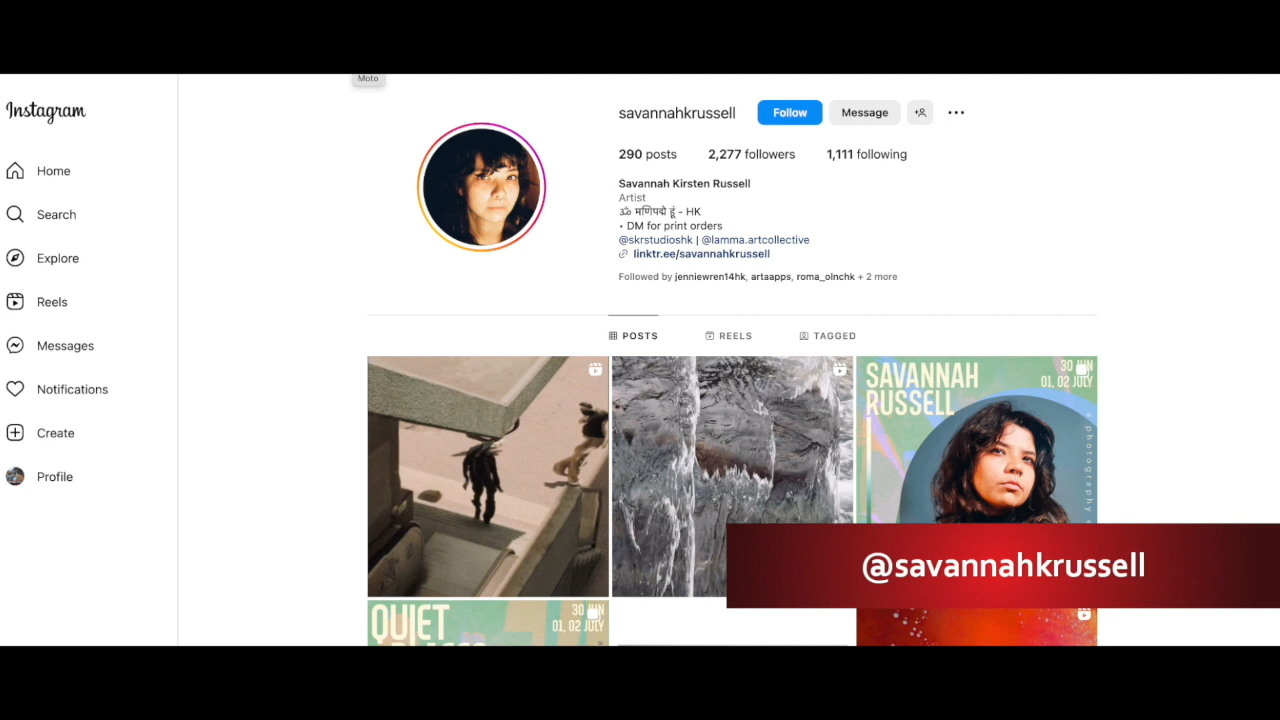 Moto
Instagram
Home
Search
Explore
Reels
Messages
Notifications
Create
Profile
savannahkrussell
Follow
Message
290 posts 2,277 followers 1,111 following
Savannah Kirsten Russell
Artist
ॐ मणिपद्मे हूं - HK
• DM for print orders
@skrstudioshk | @lamma.artcollective
linktr.ee/savannahkrussell
Followed by jenniewren14hk, artaapps, roma_olnchk + 2 more
POSTS REELS TAGGED
SAVANNAH
RUSSELL
30 JUN
01, 02 JULY
photography
@savannahkrussell
QUIET
30 JUN
01, 02 JULY